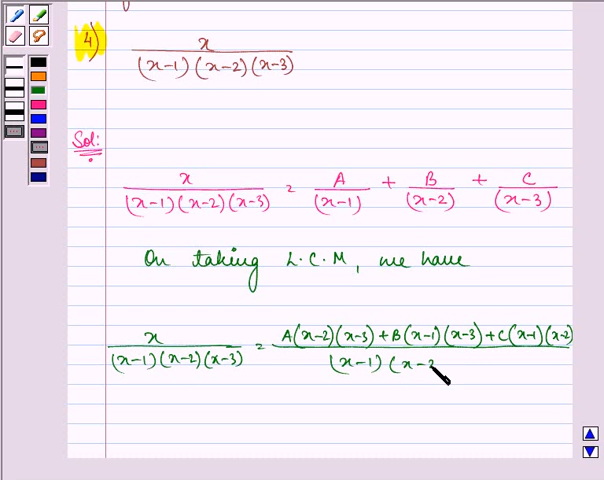 4) x / (x-1)(x-2)(x-3)
Sol:
x / (x-1)(x-2)(x-3) = A / (x-1) + B / (x-2) + C / (x-3)
On taking L.C.M, we have
x / (x-1)(x-2)(x-3) = A(x-2)(x-3)+B(x-1)(x-3)+C(x-1)(x-2) / (x-1)(x-2